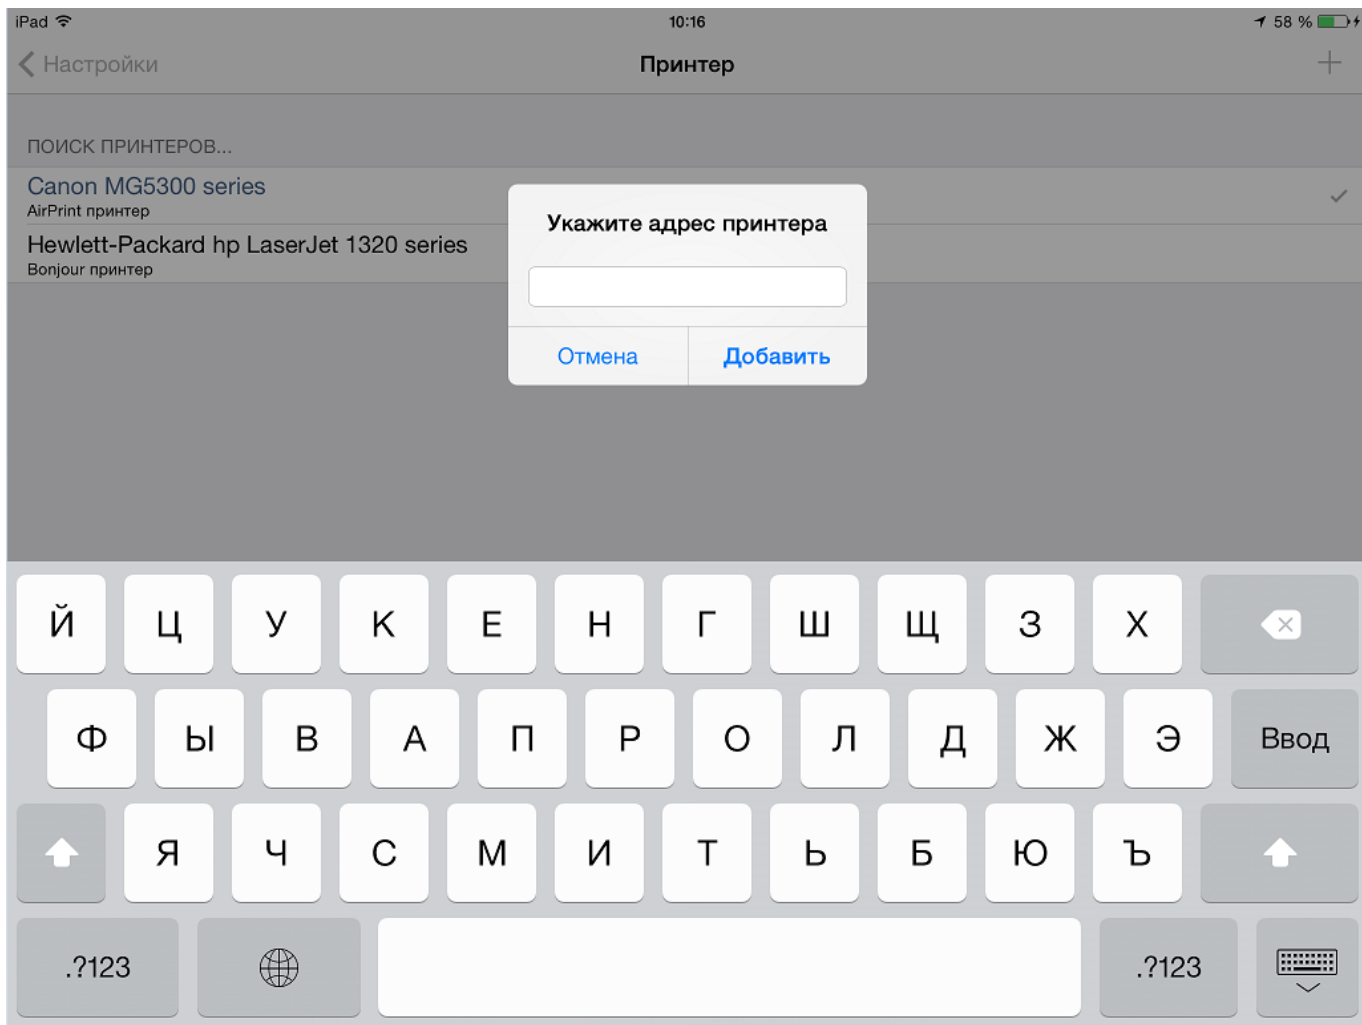 iPad 10:16 58 %
Настройки Принтер
ПОИСК ПРИНТЕРОВ...
Canon MG5300 series
AirPrint принтер
Hewlett-Packard hp LaserJet 1320 series
Bonjour принтер
Укажите адрес принтера
Отмена Добавить
Й Ц У К Е Н Г Ш Щ З Х
Ф Ы В А П Р О Л Д Ж Э Ввод
Я Ч С М И Т Ь Б Ю Ъ
.?123 .?123